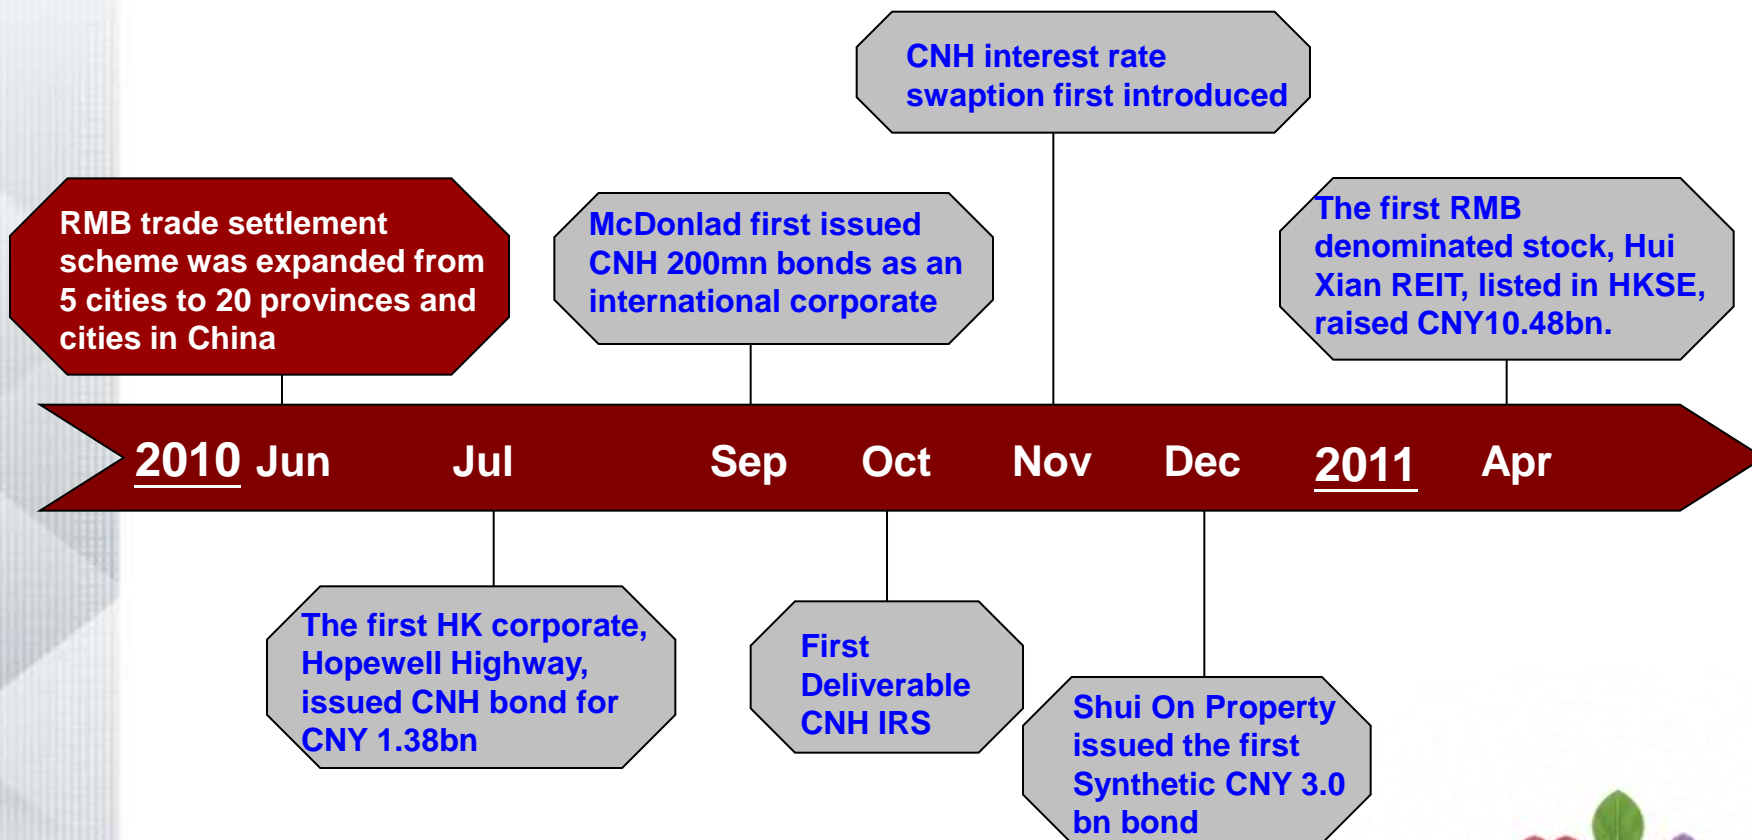 CNH interest rate
swaption first introduced
RMB trade settlement
scheme was expanded from
5 cities to 20 provinces and
cities in China
McDonlad first issued
CNH 200mn bonds as an
international corporate
The first RMB
denominated stock, Hui
Xian REIT, listed in HKSE,
raised CNY10.48bn.
2010 Jun Jul Sep Oct Nov Dec 2011 Apr
The first HK corporate,
Hopewell Highway,
issued CNH bond for
CNY 1.38bn
First
Deliverable
CNH IRS
Shui On Property
issued the first
Synthetic CNY 3.0
bn bond